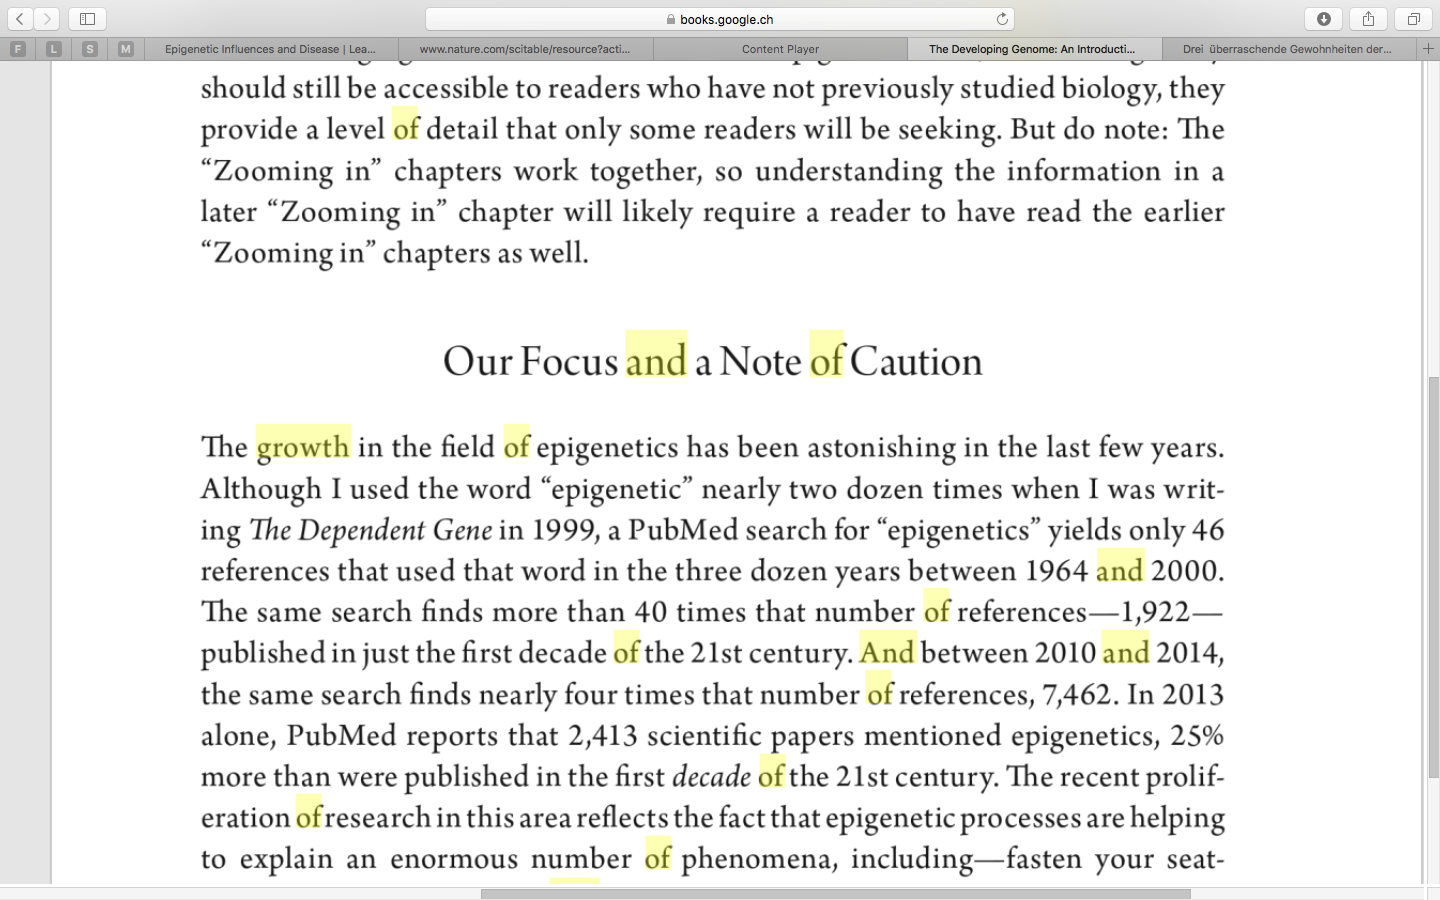 books.google.ch
F L S M Epigenetic Influences and Disease | Lea... www.nature.com/scitable/resource?acti... Content Player The Developing Genome: An Introducti... Drei überraschende Gewohnheiten der...
should still be accessible to readers who have not previously studied biology, they
provide a level of detail that only some readers will be seeking. But do note: The
“Zooming in” chapters work together, so understanding the information in a
later “Zooming in” chapter will likely require a reader to have read the earlier
“Zooming in” chapters as well.
Our Focus and a Note of Caution
The growth in the field of epigenetics has been astonishing in the last few years.
Although I used the word “epigenetic” nearly two dozen times when I was writ-
ing The Dependent Gene in 1999, a PubMed search for “epigenetics” yields only 46
references that used that word in the three dozen years between 1964 and 2000.
The same search finds more than 40 times that number of references—1,922—
published in just the first decade of the 21st century. And between 2010 and 2014,
the same search finds nearly four times that number of references, 7,462. In 2013
alone, PubMed reports that 2,413 scientific papers mentioned epigenetics, 25%
more than were published in the first decade of the 21st century. The recent prolif-
eration of research in this area reflects the fact that epigenetic processes are helping
to explain an enormous number of phenomena, including—fasten your seat-